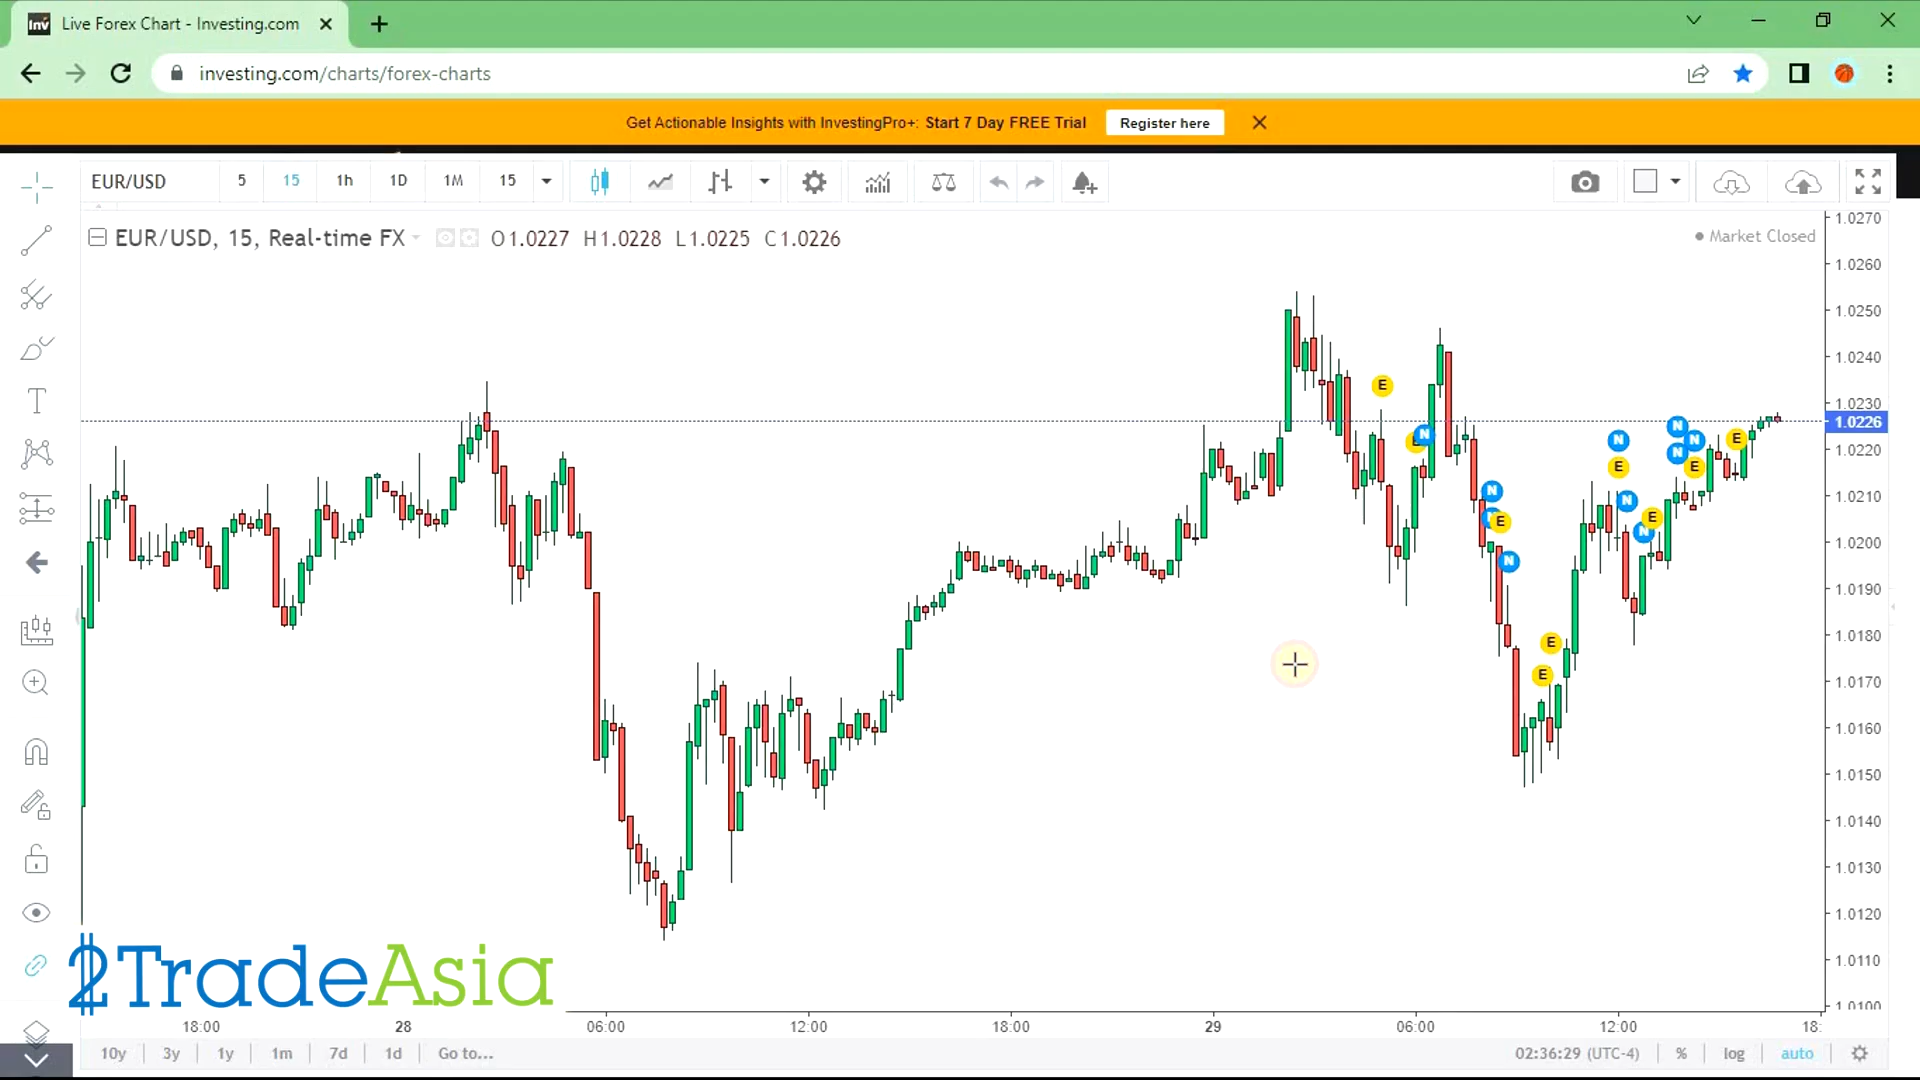 Inv Live Forex Chart - Investing.com
investing.com/charts/forex-charts
Get Actionable Insights with InvestingPro+: Start 7 Day FREE Trial Register here
EUR/USD 5 15 1h 1D 1M 15
EUR/USD, 15, Real-time FX O1.0227 H1.0228 L1.0225 C1.0226
Market Closed
1.0270
1.0260
1.0250
1.0240
1.0230
1.0226
1.0220
1.0210
1.0200
1.0190
1.0180
1.0170
1.0160
1.0150
1.0140
1.0130
1.0120
1.0110
1.0100
E
E N
N
N E
N
E
E
N
E
N
N E
N
N N
E
E
2TradeAsia
18:00 28 06:00 12:00 18:00 29 06:00 12:00 18:
10y 3y 1y 1m 7d 1d Go to... 02:36:29 (UTC-4) % log auto